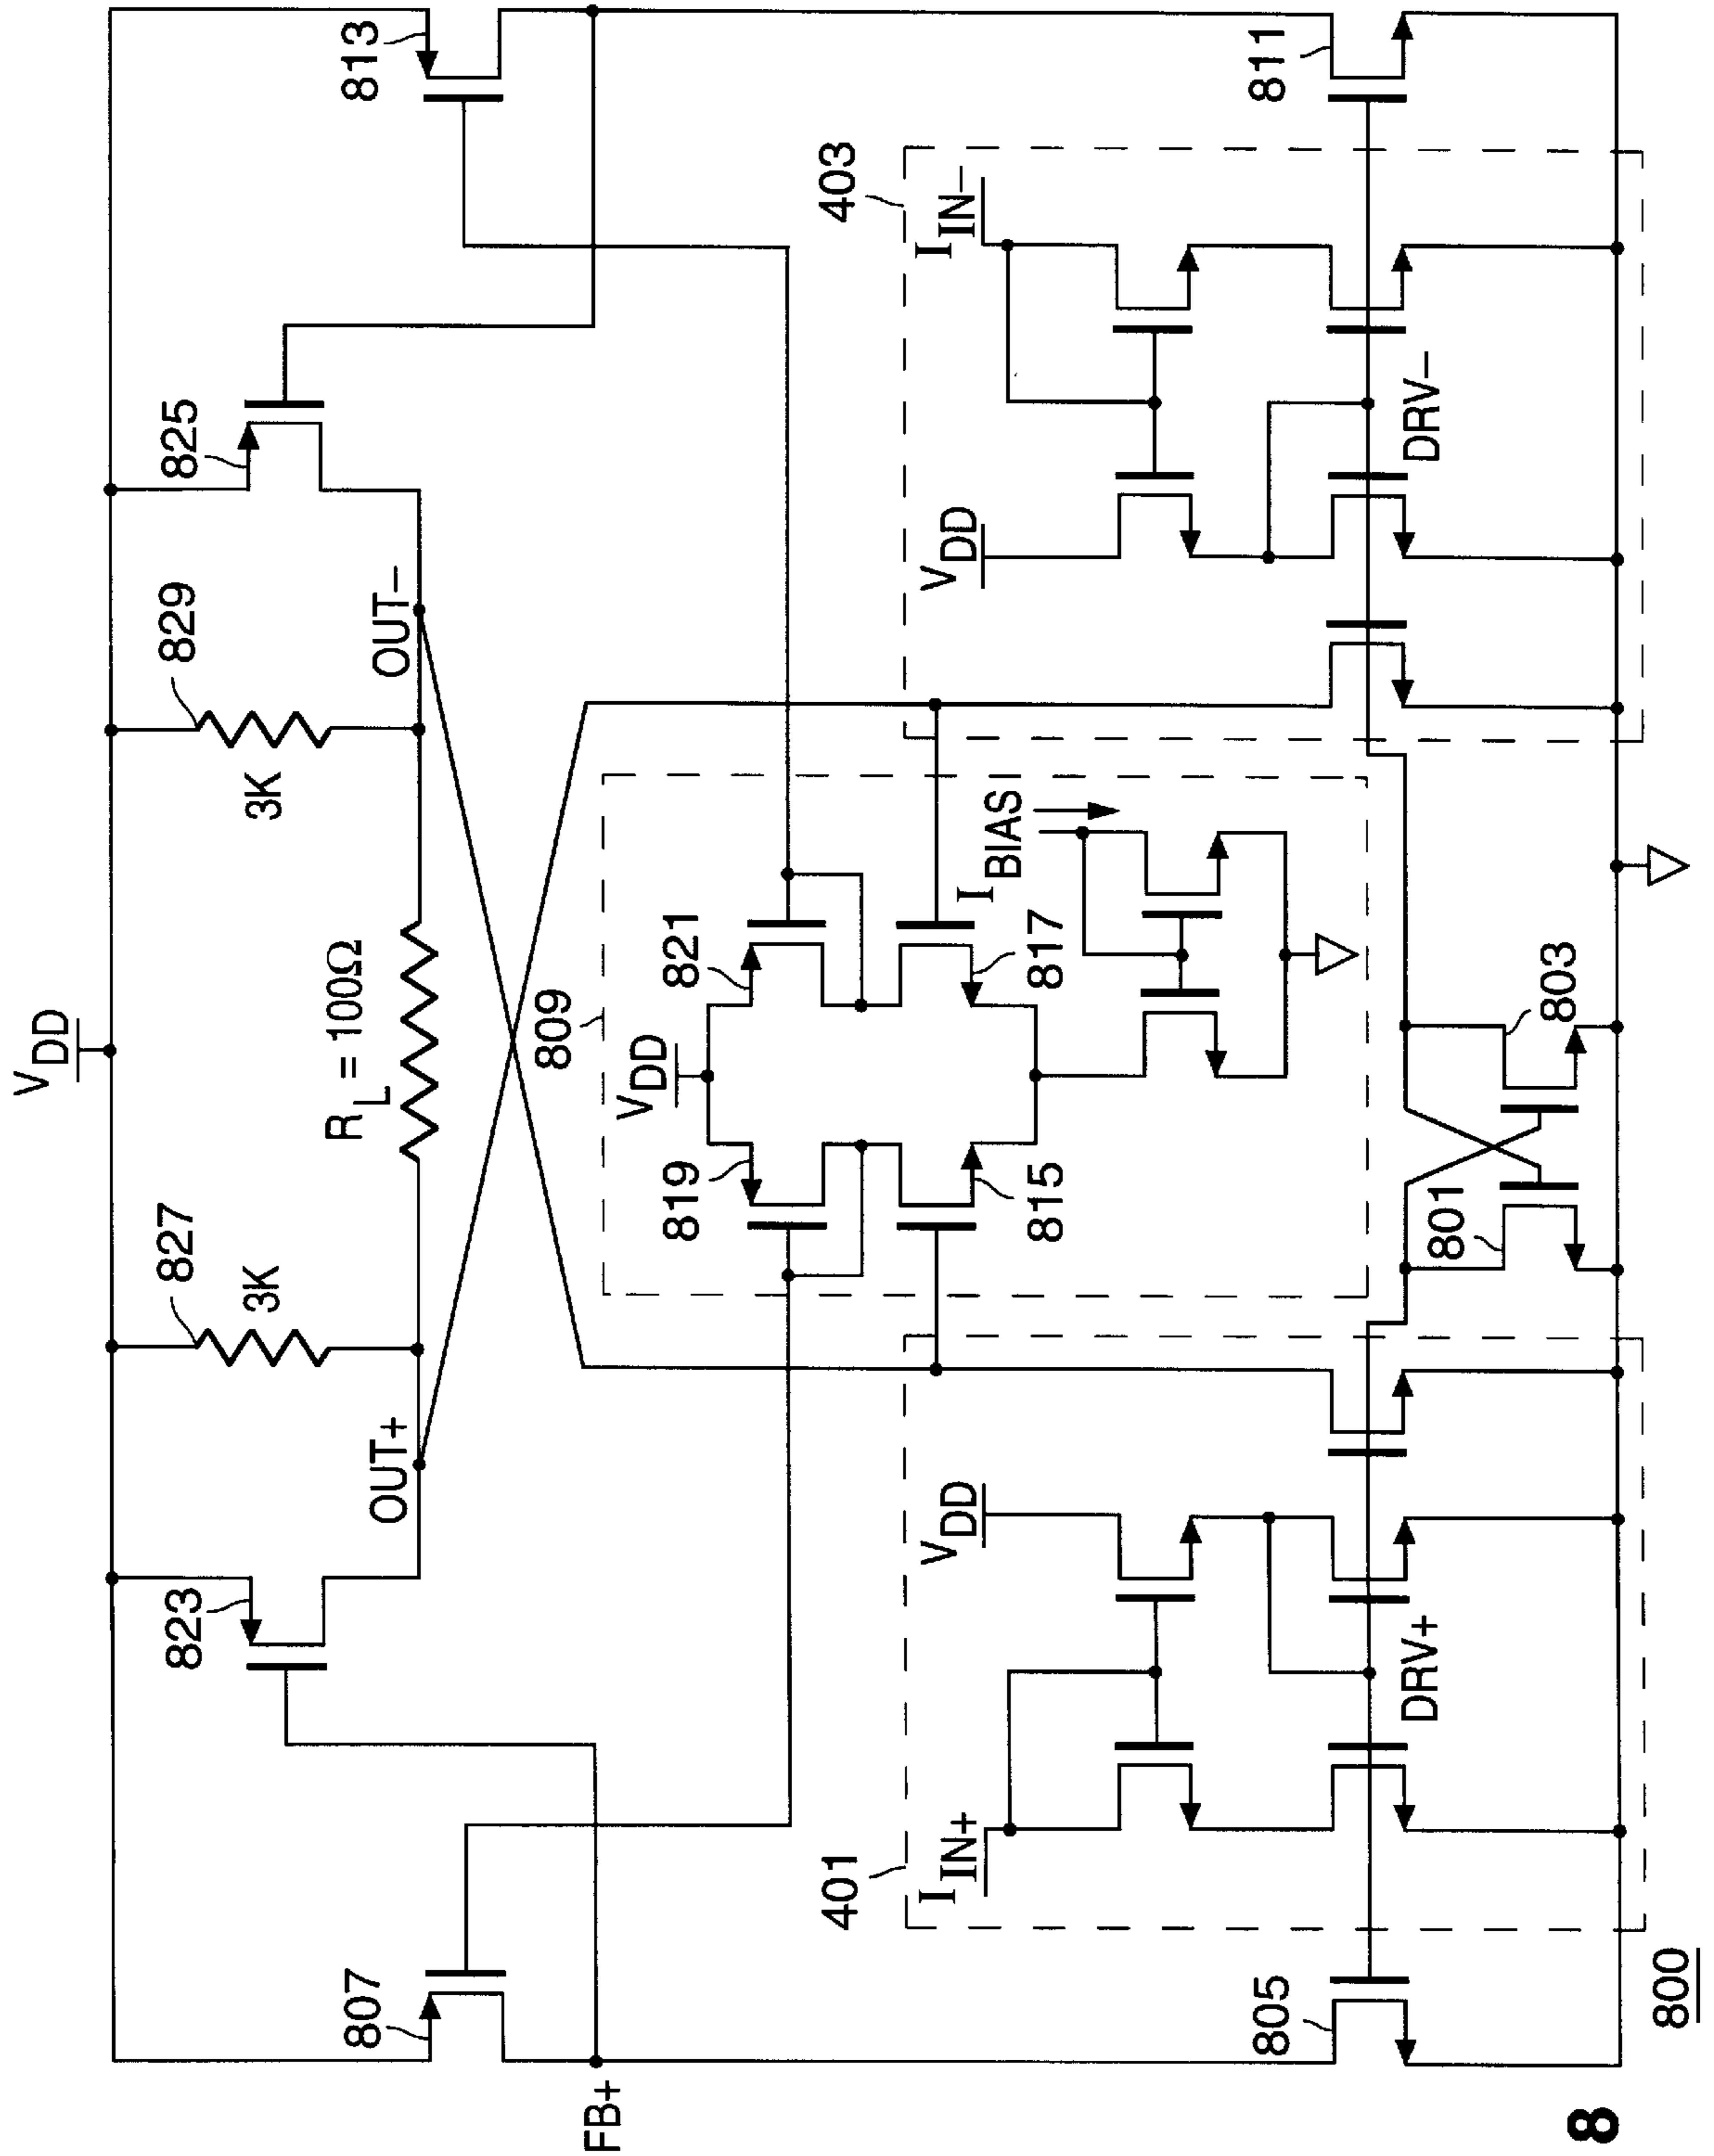 VDD
813
825
829
OUT–
3K
RL = 100Ω
827
3K
OUT+
823
807
FB+
809
VDD
821
819
817
815
IBIAS
403
IIN–
VDD
DRV–
811
401
IIN+
VDD
DRV+
805
801
803
800
8